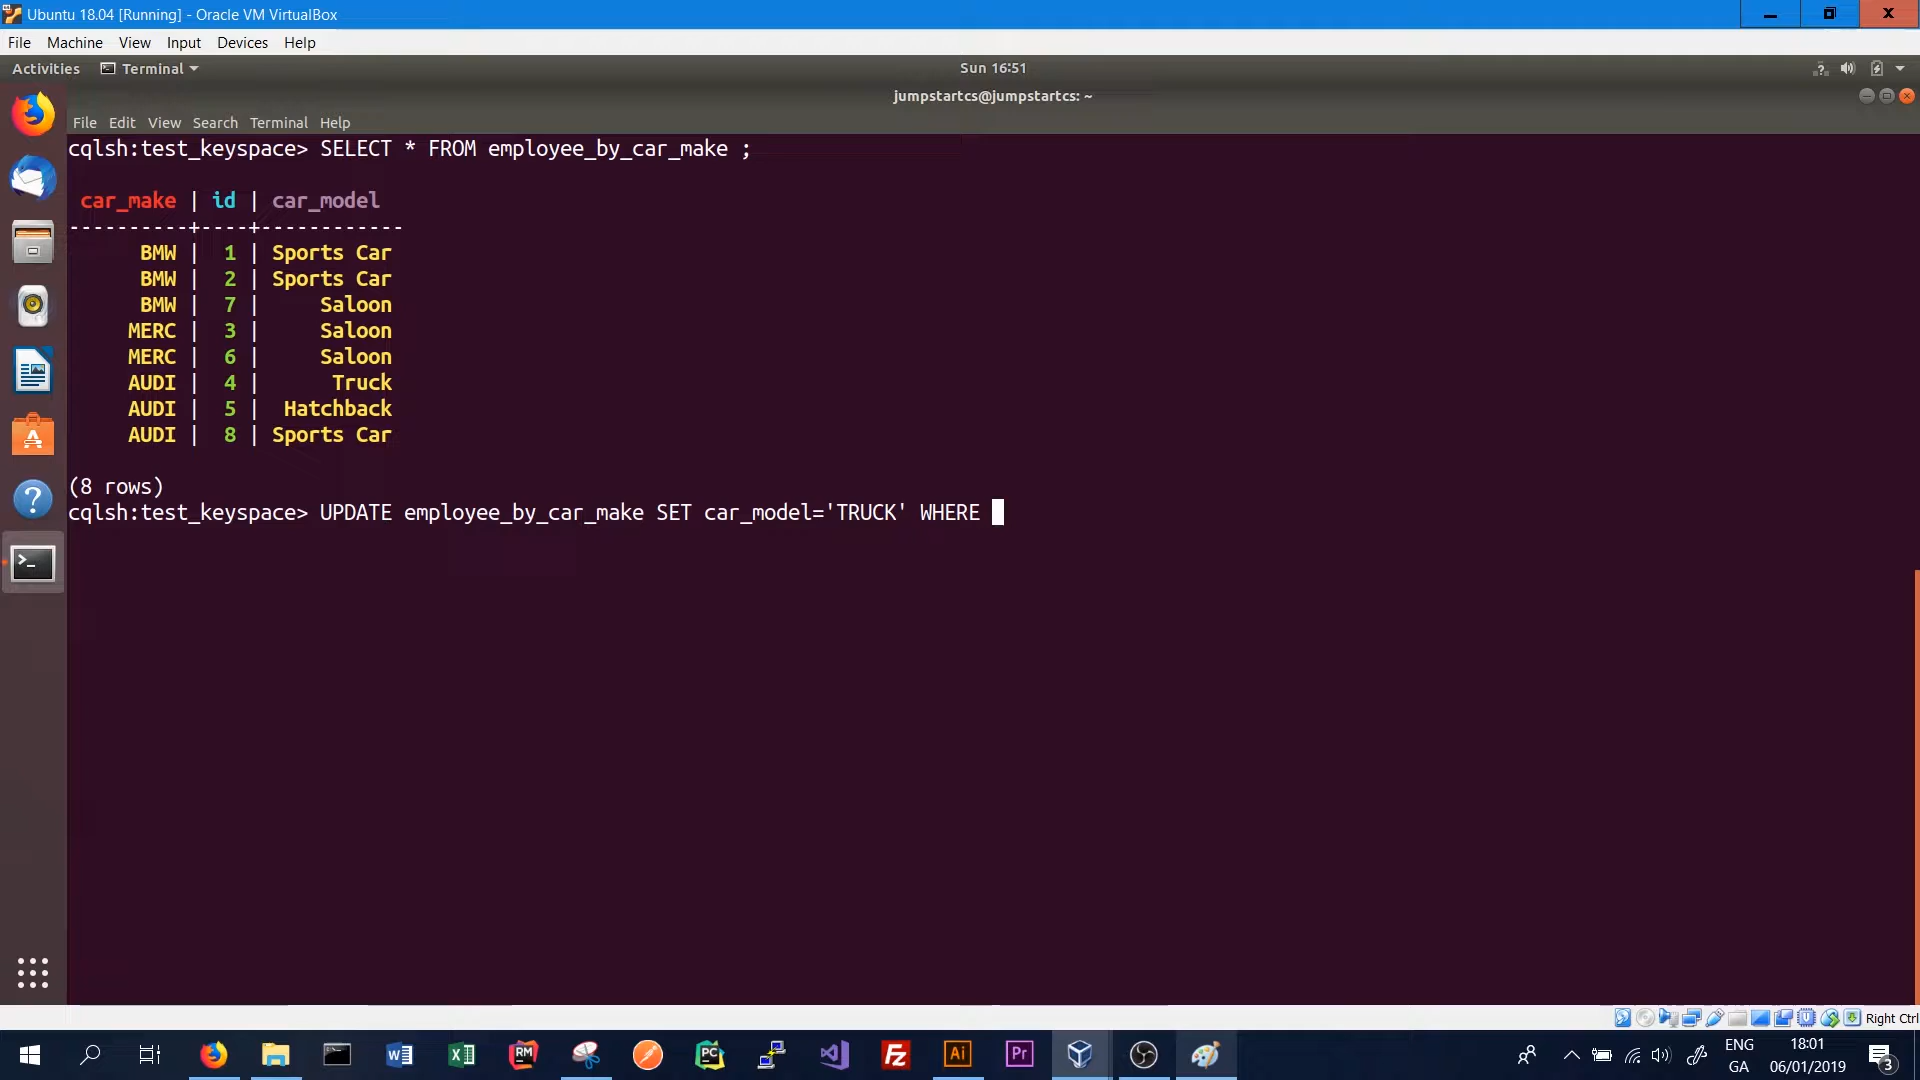 Ubuntu 18.04 [Running] - Oracle VM VirtualBox
File Machine View Input Devices Help
Activities Terminal Sun 16:51
jumpstartcs@jumpstartcs: ~
File Edit View Search Terminal Help
cqlsh:test_keyspace> SELECT * FROM employee_by_car_make ;
car_make | id | car_model
----------+----+------------
BMW | 1 | Sports Car
BMW | 2 | Sports Car
BMW | 7 | Saloon
MERC | 3 | Saloon
MERC | 6 | Saloon
AUDI | 4 | Truck
AUDI | 5 | Hatchback
AUDI | 8 | Sports Car
(8 rows)
cqlsh:test_keyspace> UPDATE employee_by_car_make SET car_model='TRUCK' WHERE
Right Ctrl
ENG 18:01
GA 06/01/2019 3